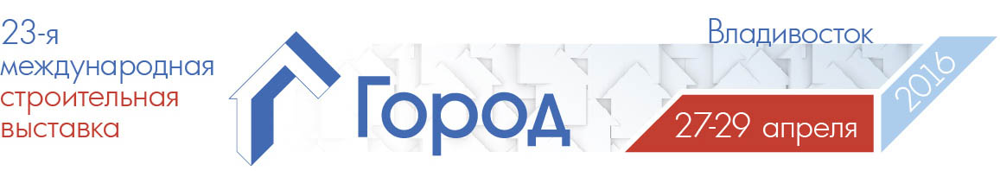 23-я
международная
строительная
выставка
Город
Владивосток
27-29 апреля
2016